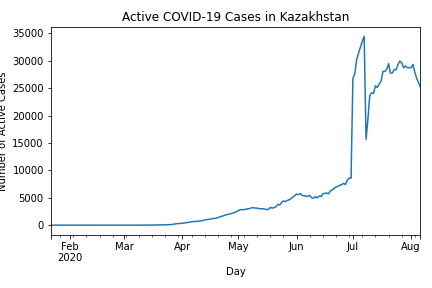 Active COVID-19 Cases in Kazakhstan
Number of Active Cases
35000
30000
25000
20000
15000
10000
5000
0
Feb
2020
Mar
Apr
May
Jun
Jul
Aug
Day